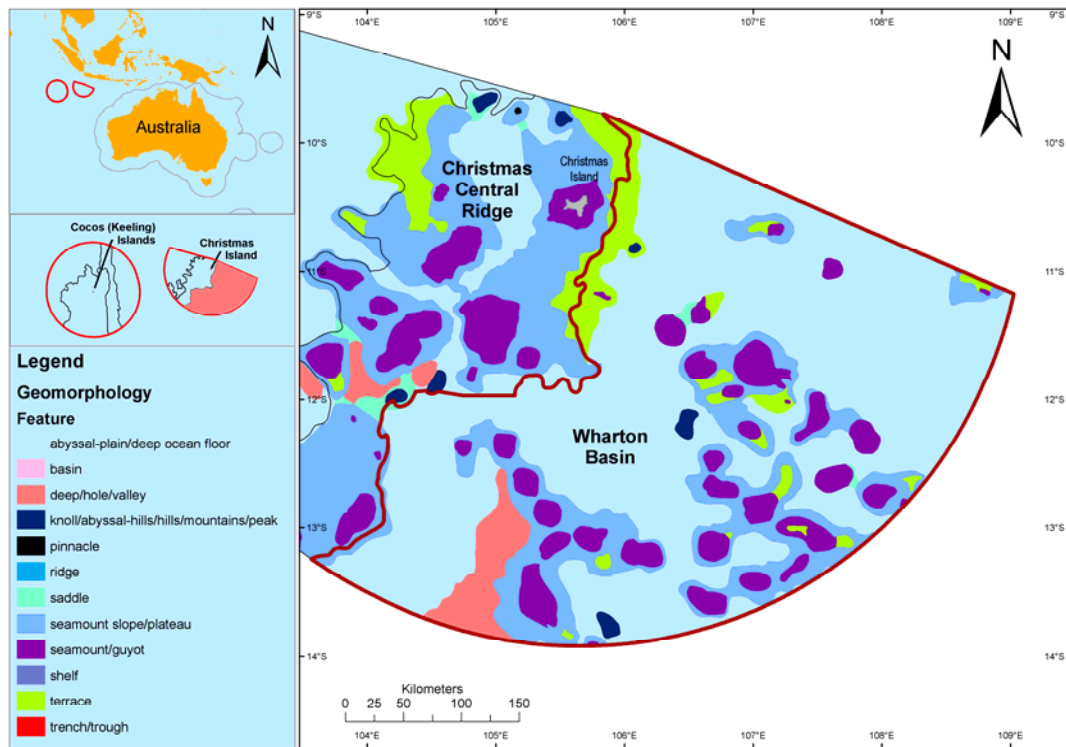 N
Australia
Cocos (Keeling)
Islands
Christmas
Island
Legend
Geomorphology
Feature
abyssal-plain/deep ocean floor
basin
deep/hole/valley
knoll/abyssal-hills/hills/mountains/peak
pinnacle
ridge
saddle
seamount slope/plateau
seamount/guyot
shelf
terrace
trench/trough
9°S 104°E 105°E 106°E 107°E 108°E 109°E 9°S
N
10°S 10°S
Christmas
Central
Ridge
Christmas
Island
11°S 11°S
12°S 12°S
Wharton
Basin
13°S 13°S
14°S 14°S
Kilometers
0 25 50 100 150
104°E 105°E 106°E 107°E 108°E 109°E